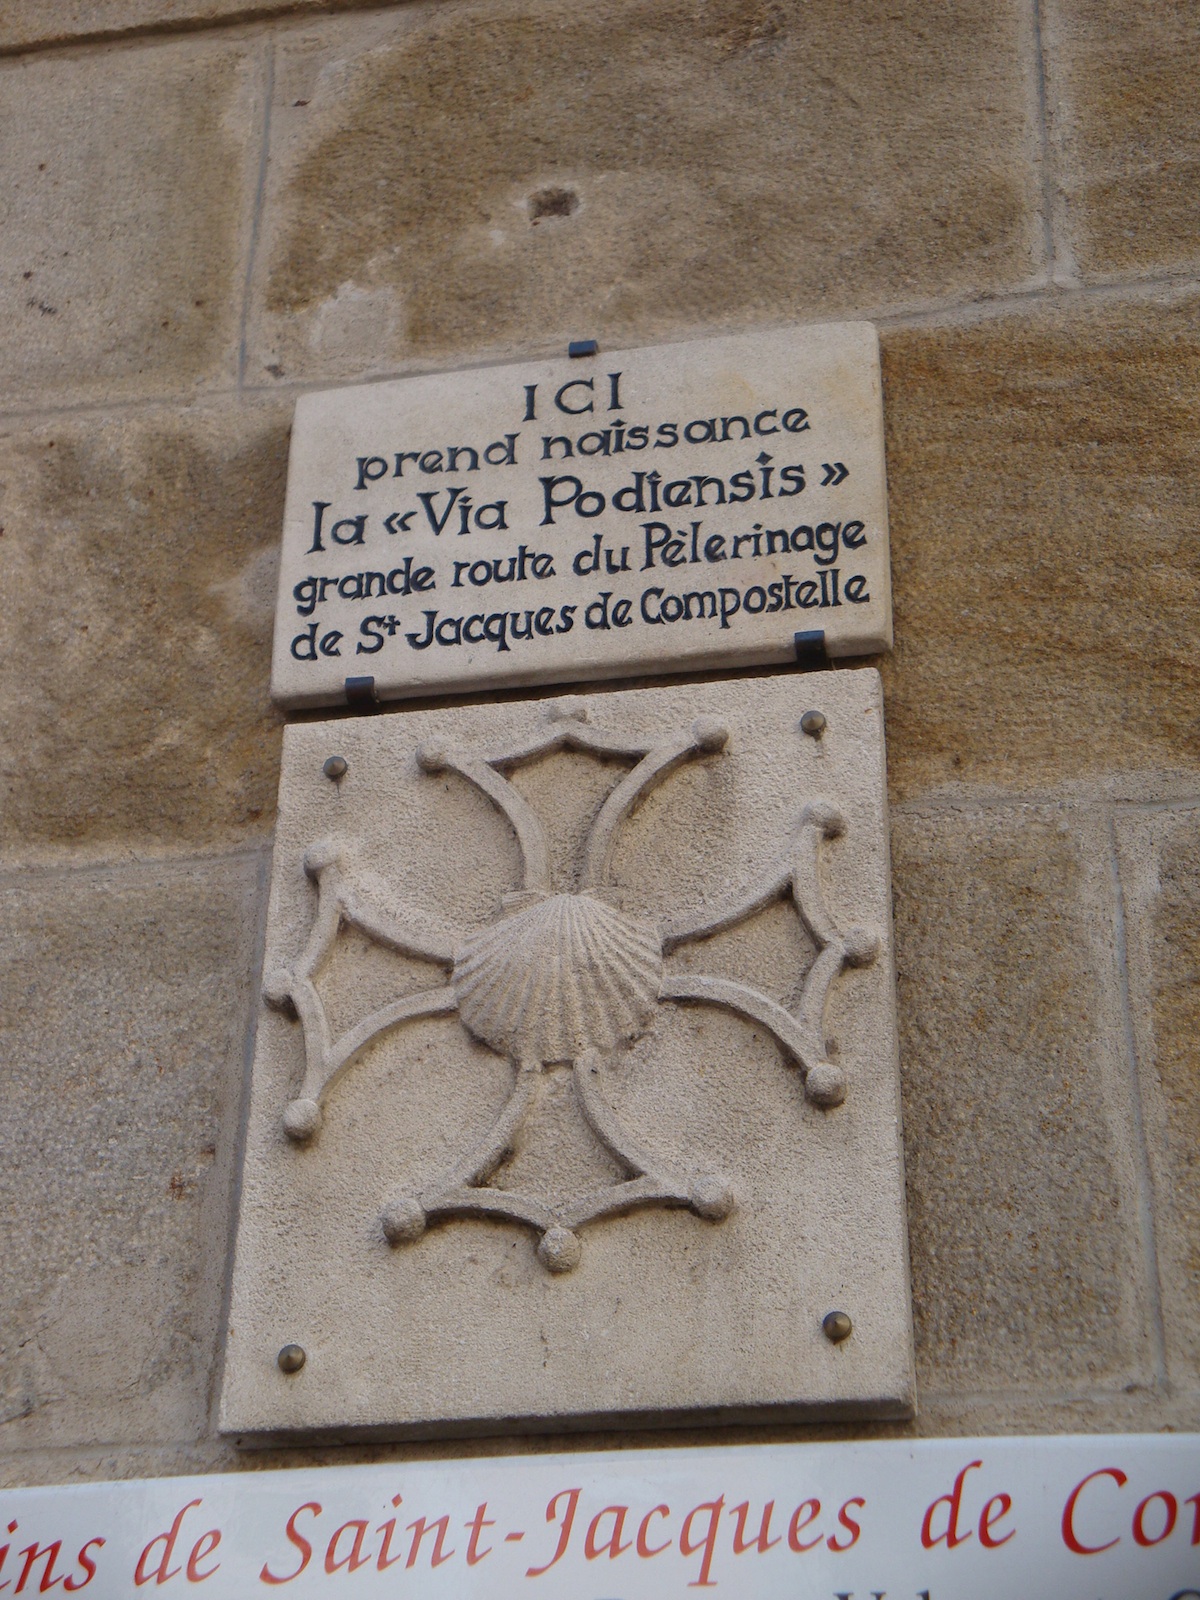 ICI
prend naissance
la «Via Podiensis»
grande route du Pèlerinage
de St Jacques de Compostelle
de Saint-Jacques de